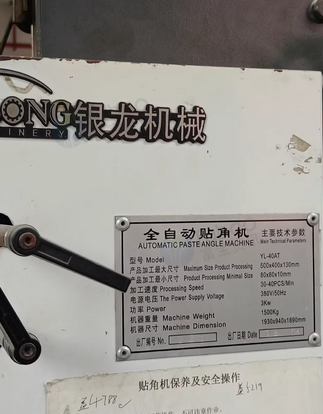 ONG 银龙机械
INERY
全自动贴角机 主要技术参数
AUTOMATIC PASTE ANGLE MACHINE Main Technical Parameters
型号 Model YL-40AT
产品加工最大尺寸 Maximum Size Product Processing 500x400x130mm
产品加工最小尺寸 Product Processing Minimal Size 80x80x10mm
加工速度 Processing Speed 30-40PCS/Min
电源电压 The Power Supply Voltage 380V/50Hz
功率 Power 3Kw
机器重量 Machine Weight 1500Kg
机器尺寸 Machine Dimension 1930x940x1890mm
出厂编号 No. 出厂日期 Date
贴角机保养及安全操作